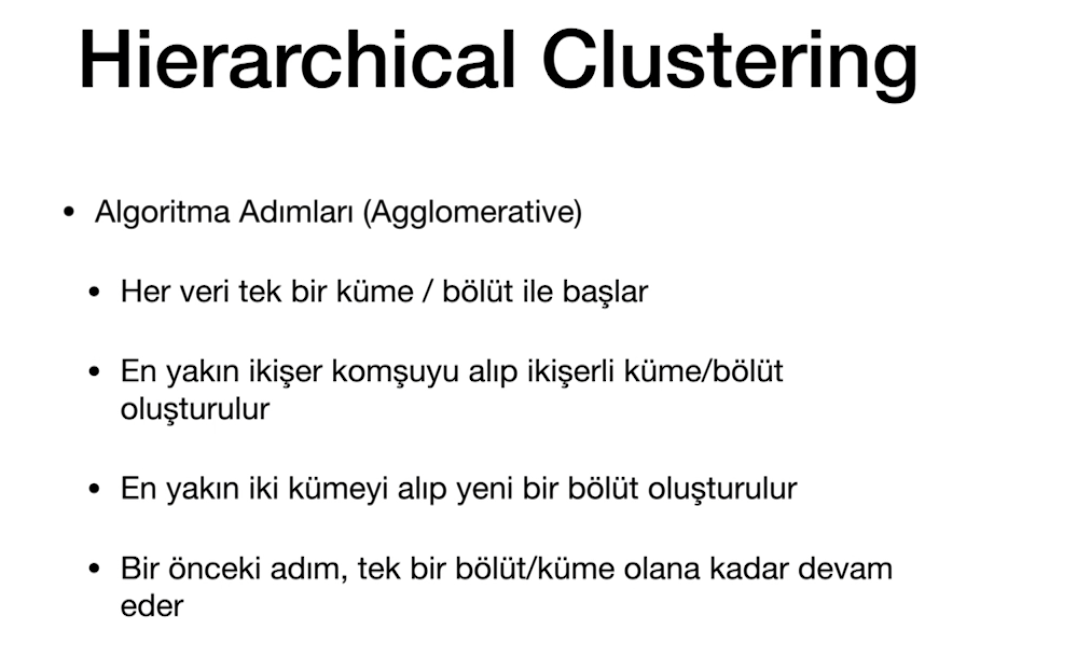 Hierarchical Clustering
• Algoritma Adımları (Agglomerative)
• Her veri tek bir küme / bölüt ile başlar
• En yakın ikişer komşuyu alıp ikişerli küme/bölüt
oluşturulur
• En yakın iki kümeyi alıp yeni bir bölüt oluşturulur
• Bir önceki adım, tek bir bölüt/küme olana kadar devam
eder